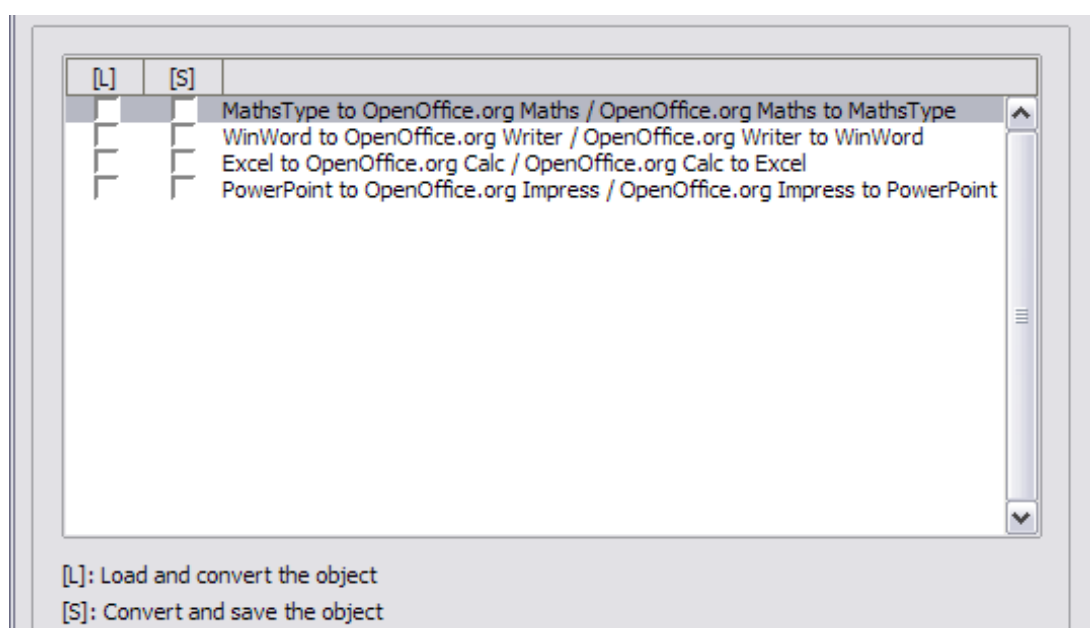 [L] [S]
MathsType to OpenOffice.org Maths / OpenOffice.org Maths to MathsType
WinWord to OpenOffice.org Writer / OpenOffice.org Writer to WinWord
Excel to OpenOffice.org Calc / OpenOffice.org Calc to Excel
PowerPoint to OpenOffice.org Impress / OpenOffice.org Impress to PowerPoint
[L]: Load and convert the object
[S]: Convert and save the object